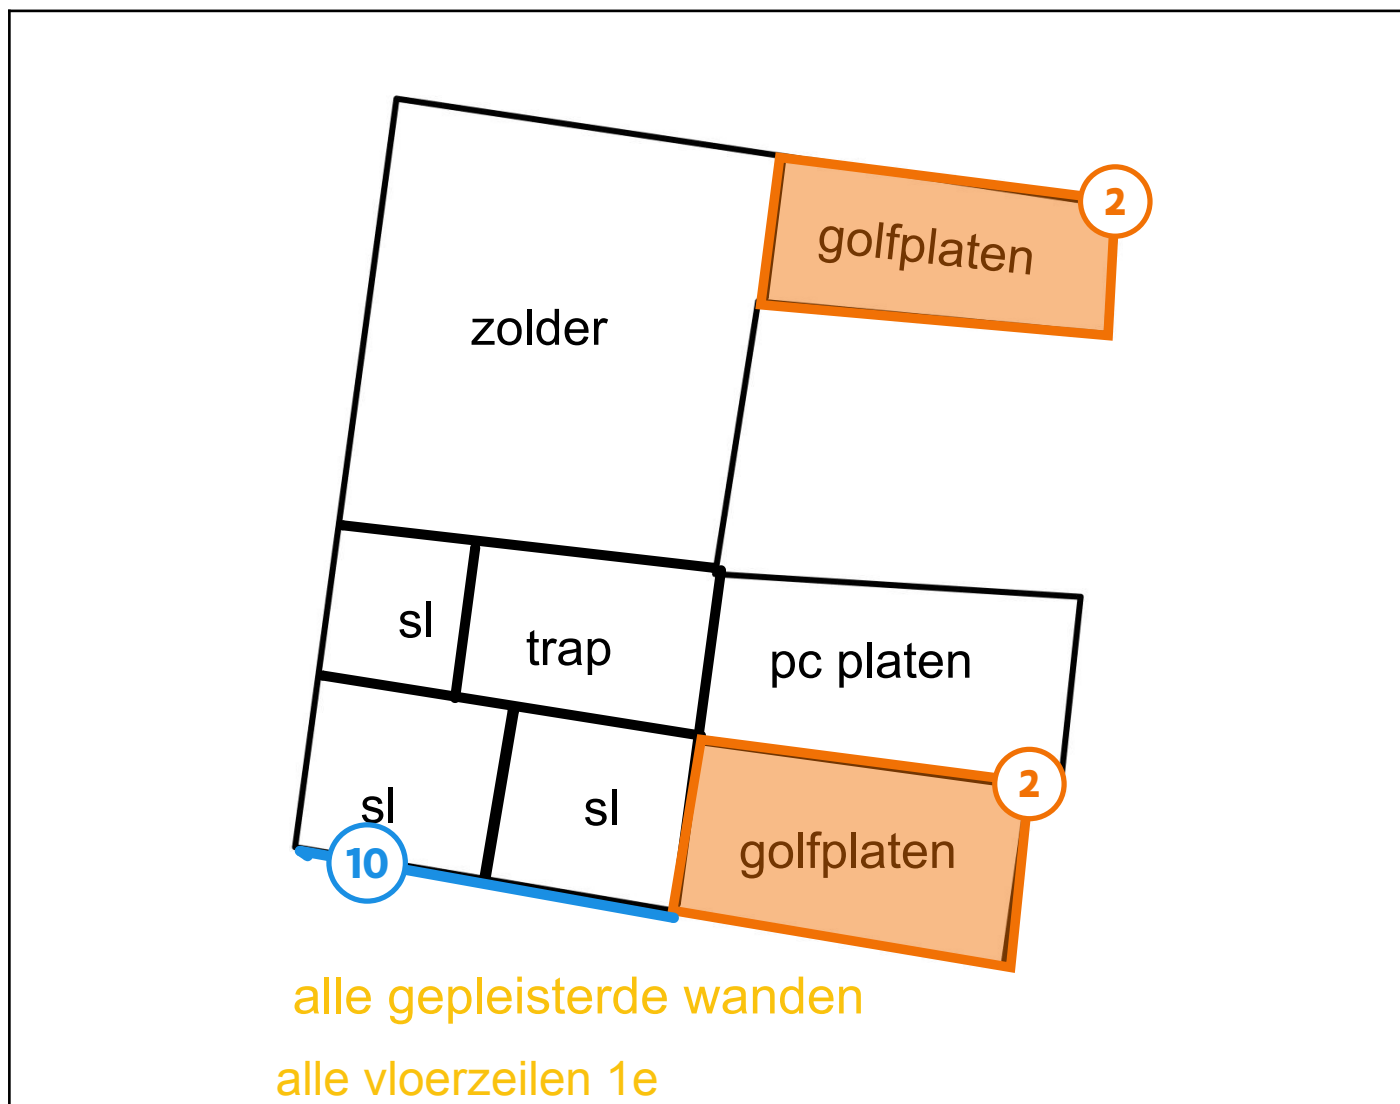 2
golfplaten
zolder
sl
trap
pc platen
2
sl
sl
golfplaten
10
alle gepleisterde wanden
alle vloerzeilen 1e